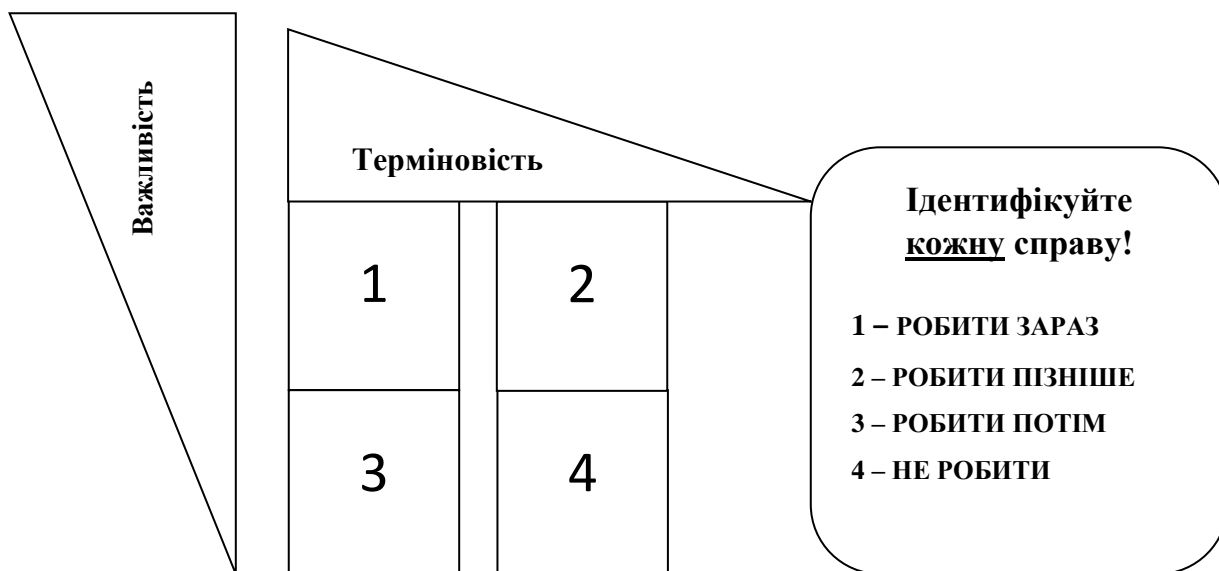 Важливість
Терміновість
1
2
3
4
Ідентифікуйте
кожну справу!
1 – РОБИТИ ЗАРАЗ
2 – РОБИТИ ПІЗНІШЕ
3 – РОБИТИ ПОТІМ
4 – НЕ РОБИТИ